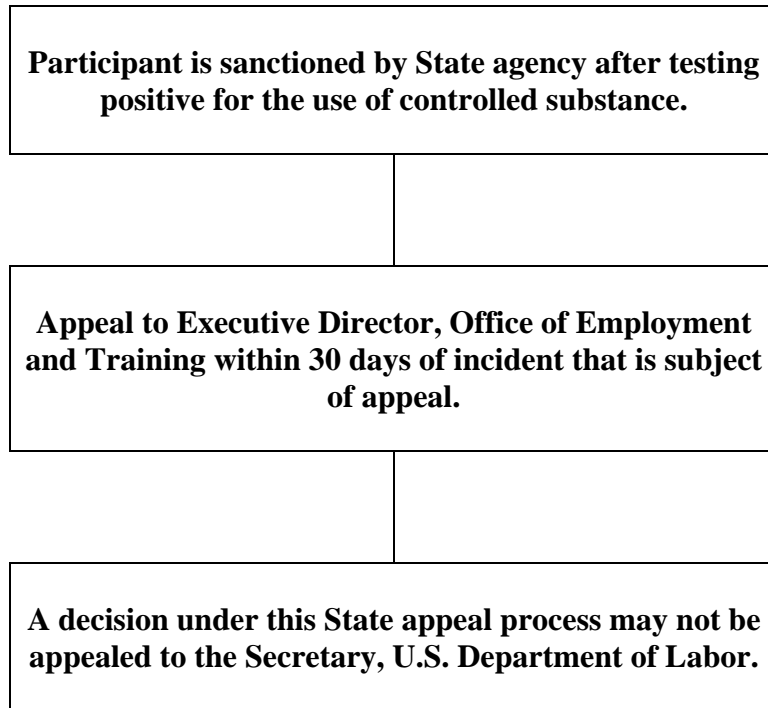 Participant is sanctioned by State agency after testing
positive for the use of controlled substance.
Appeal to Executive Director, Office of Employment
and Training within 30 days of incident that is subject
of appeal.
A decision under this State appeal process may not be
appealed to the Secretary, U.S. Department of Labor.